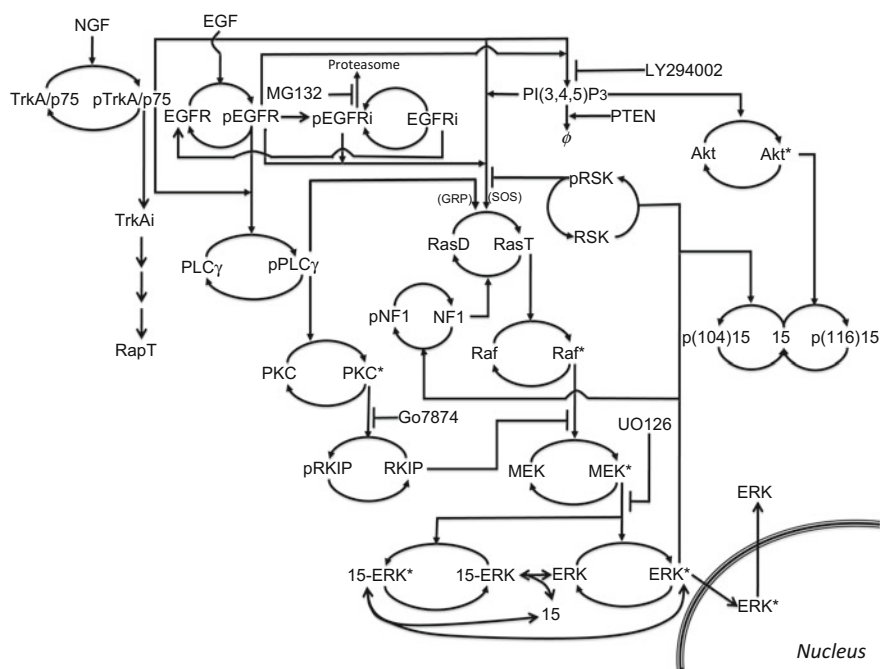 NGF
EGF
Proteasome
MG132
LY294002
TrkA/p75 pTrkA/p75
EGFR pEGFR pEGFRi EGFRi
PI(3,4,5)P3
PTEN
ϕ
Akt Akt*
pRSK
RSK
(GRP) (SOS)
TrkAi
RasD RasT
PLCγ pPLCγ
pNF1 NF1
RapT
Raf Raf*
p(104)15 15 p(116)15
PKC PKC*
Go7874
UO126
pRKIP RKIP
MEK MEK*
ERK
15-ERK* 15-ERK ERK ERK*
15
ERK*
Nucleus